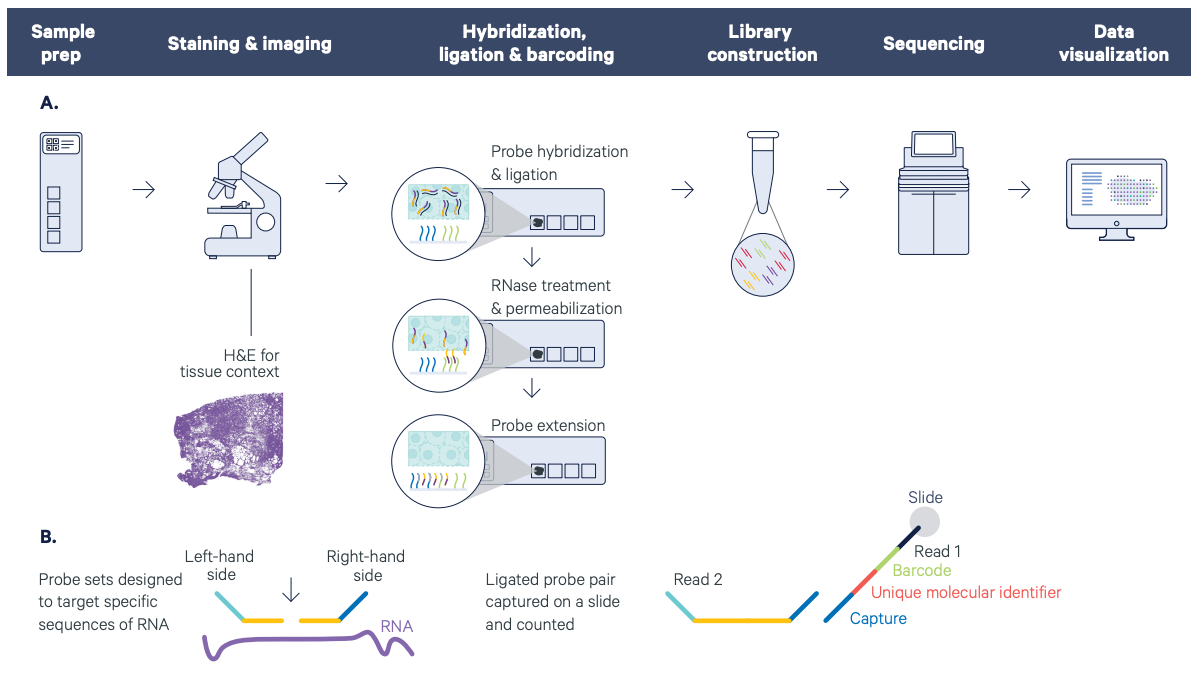 Sample
prep
Staining & imaging
Hybridization,
ligation & barcoding
Library
construction
Sequencing
Data
visualization
A.
Probe hybridization
& ligation
RNase treatment
& permeabilization
H&E for
tissue context
Probe extension
B.
Probe sets designed
to target specific
sequences of RNA
Left-hand
side
Right-hand
side
RNA
Ligated probe pair
captured on a slide
and counted
Read 2
Slide
Read 1
Barcode
Unique molecular identifier
Capture